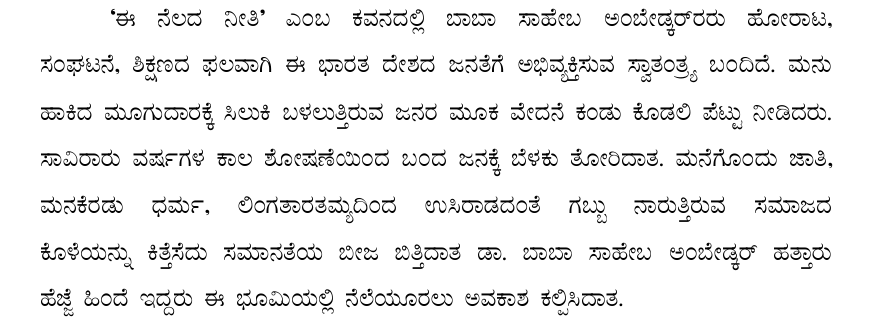 ‘ಈ ನೆಲದ ನೀತಿ’ ಎಂಬ ಕವನದಲ್ಲಿ ಬಾಬಾ ಸಾಹೇಬ ಅಂಬೇಡ್ಕರ್‌ರರು ಹೋರಾಟ,
ಸಂಘಟನೆ, ಶಿಕ್ಷಣದ ಫಲವಾಗಿ ಈ ಭಾರತ ದೇಶದ ಜನತೆಗೆ ಅಭಿವ್ಯಕ್ತಿಸುವ ಸ್ವಾತಂತ್ರ್ಯ ಬಂದಿದೆ. ಮನು
ಹಾಕಿದ ಮೂಗುದಾರಕ್ಕೆ ಸಿಲುಕಿ ಬಳಲುತ್ತಿರುವ ಜನರ ಮೂಕ ವೇದನೆ ಕಂಡು ಕೊಡಲಿ ಪೆಟ್ಟು ನೀಡಿದರು.
ಸಾವಿರಾರು ವರ್ಷಗಳ ಕಾಲ ಶೋಷಣೆಯಿಂದ ಬಂದ ಜನಕ್ಕೆ ಬೆಳಕು ತೋರಿದಾತ. ಮನೆಗೊಂದು ಜಾತಿ,
ಮನಕೆರಡು ಧರ್ಮ, ಲಿಂಗತಾರತಮ್ಯದಿಂದ ಉಸಿರಾಡದಂತೆ ಗಬ್ಬು ನಾರುತ್ತಿರುವ ಸಮಾಜದ
ಕೊಳೆಯನ್ನು ಕಿತ್ತೆಸೆದು ಸಮಾನತೆಯ ಬೀಜ ಬಿತ್ತಿದಾತ ಡಾ. ಬಾಬಾ ಸಾಹೇಬ ಅಂಬೇಡ್ಕರ್ ಹತ್ತಾರು
ಹೆಜ್ಜೆ ಹಿಂದೆ ಇದ್ದರು ಈ ಭೂಮಿಯಲ್ಲಿ ನೆಲೆಯೂರಲು ಅವಕಾಶ ಕಲ್ಪಿಸಿದಾತ.